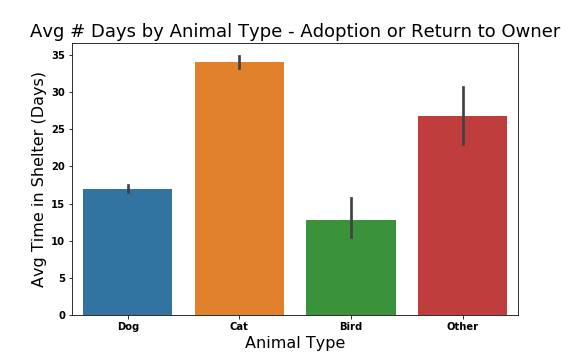 Avg # Days by Animal Type - Adoption or Return to Owner
Avg Time in Shelter (Days)
35
30
25
20
15
10
5
0
Dog Cat Bird Other
Animal Type